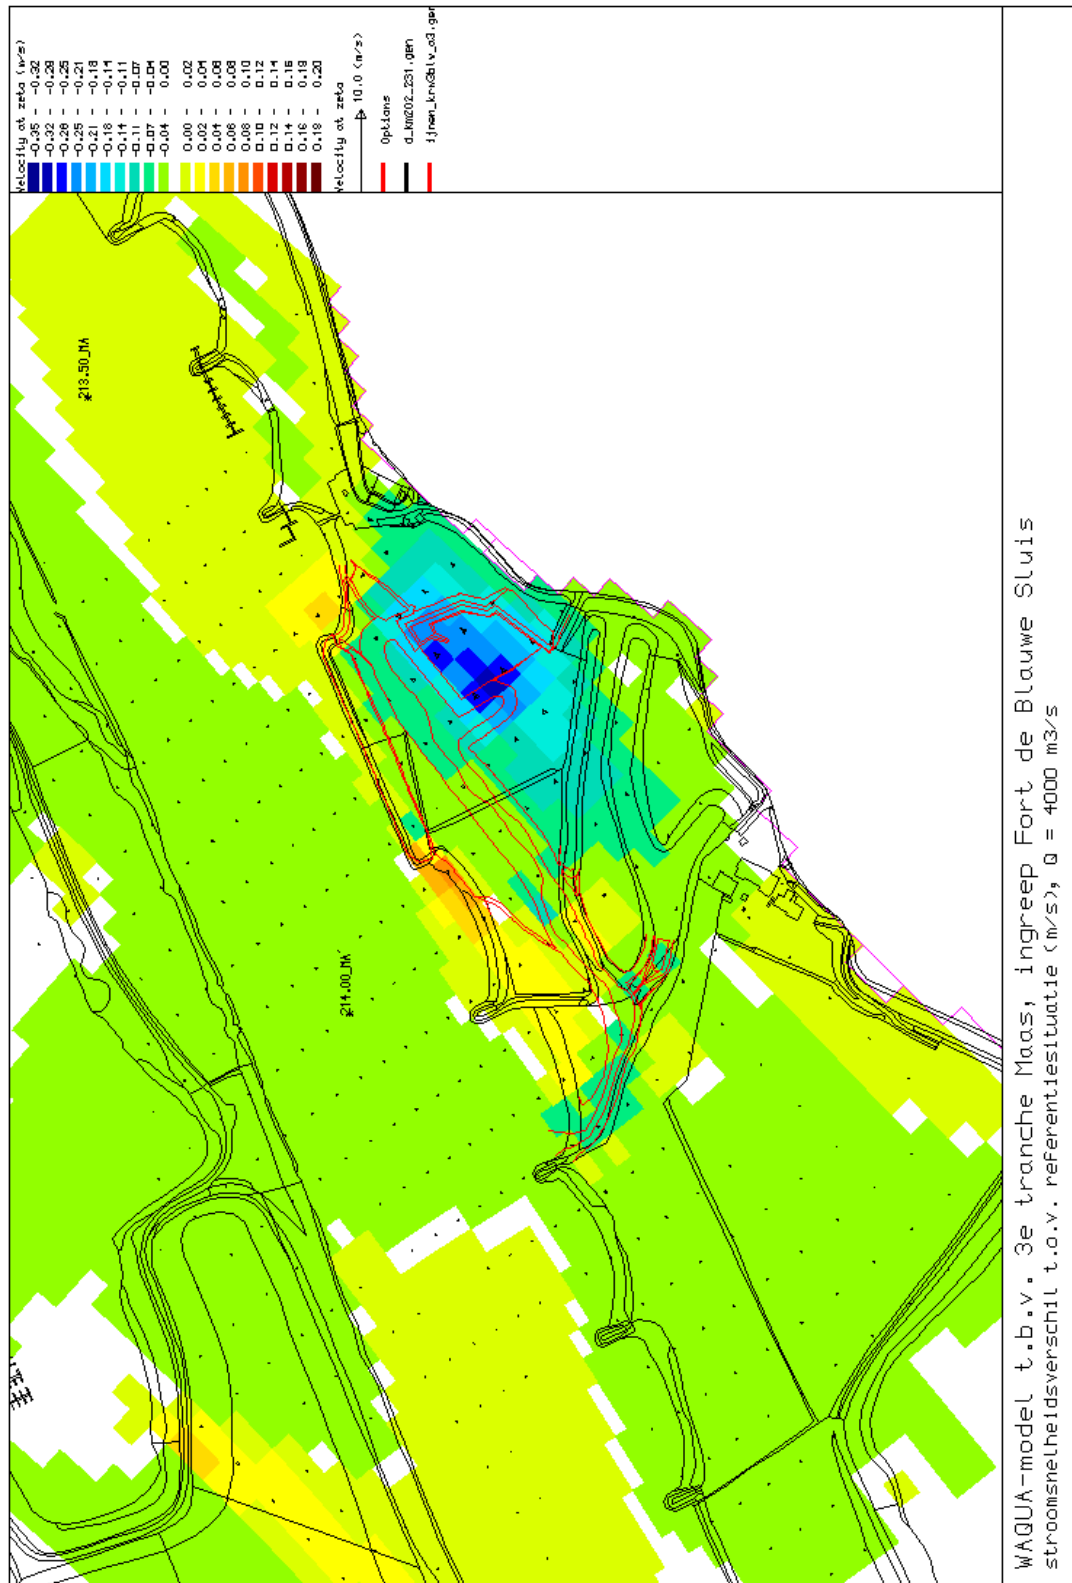 Velocity at zeta (m/s)
-0.35 - -0.32
-0.32 - -0.28
-0.28 - -0.25
-0.25 - -0.21
-0.21 - -0.18
-0.18 - -0.14
-0.14 - -0.11
-0.11 - -0.07
-0.07 - -0.04
-0.04 - 0.00
0.00 - 0.02
0.02 - 0.04
0.04 - 0.06
0.06 - 0.08
0.08 - 0.10
0.10 - 0.12
0.12 - 0.14
0.14 - 0.16
0.16 - 0.18
0.18 - 0.20
Velocity at zeta
10.0 (m/s)
Options
d_km202_231.gen
213.50_MA
214.00_MA
WAQUA-model t.b.v. 3e tranche Maas, ingreep Fort de Blauwe Sluis
stroomsnelheidsverschil t.o.v. referentiesituatie (m/s), Q = 4000 m3/s